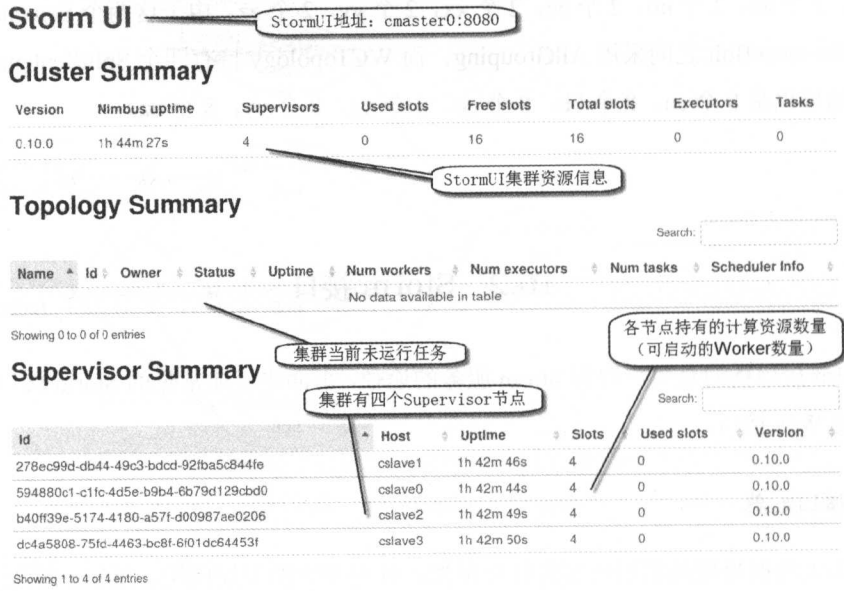 Storm UI
StormUI地址: cmaster0:8080
Cluster Summary
Version Nimbus uptime Supervisors Used slots Free slots Total slots Executors Tasks
0.10.0 1h 44m 27s 4 0 16 16 0 0
StormUI集群资源信息
Topology Summary
Search:
Name Id Owner Status Uptime Num workers Num executors Num tasks Scheduler Info
No data available in table
Showing 0 to 0 of 0 entries
集群当前未运行任务
各节点持有的计算资源数量
（可启动的Worker数量）
Supervisor Summary
集群有四个Supervisor节点
Search:
Id Host Uptime Slots Used slots Version
278ec99d-db44-49c3-bdcd-92fba5c844fe cslave1 1h 42m 46s 4 0 0.10.0
594880c1-c1fc-4d5e-b9b4-6b79d129cbd0 cslave0 1h 42m 44s 4 0 0.10.0
b40ff39e-5174-4180-a57f-d00987ae0206 cslave2 1h 42m 49s 4 0 0.10.0
dc4a5808-75fd-4463-bc8f-6f01dc64453f cslave3 1h 42m 50s 4 0 0.10.0
Showing 1 to 4 of 4 entries